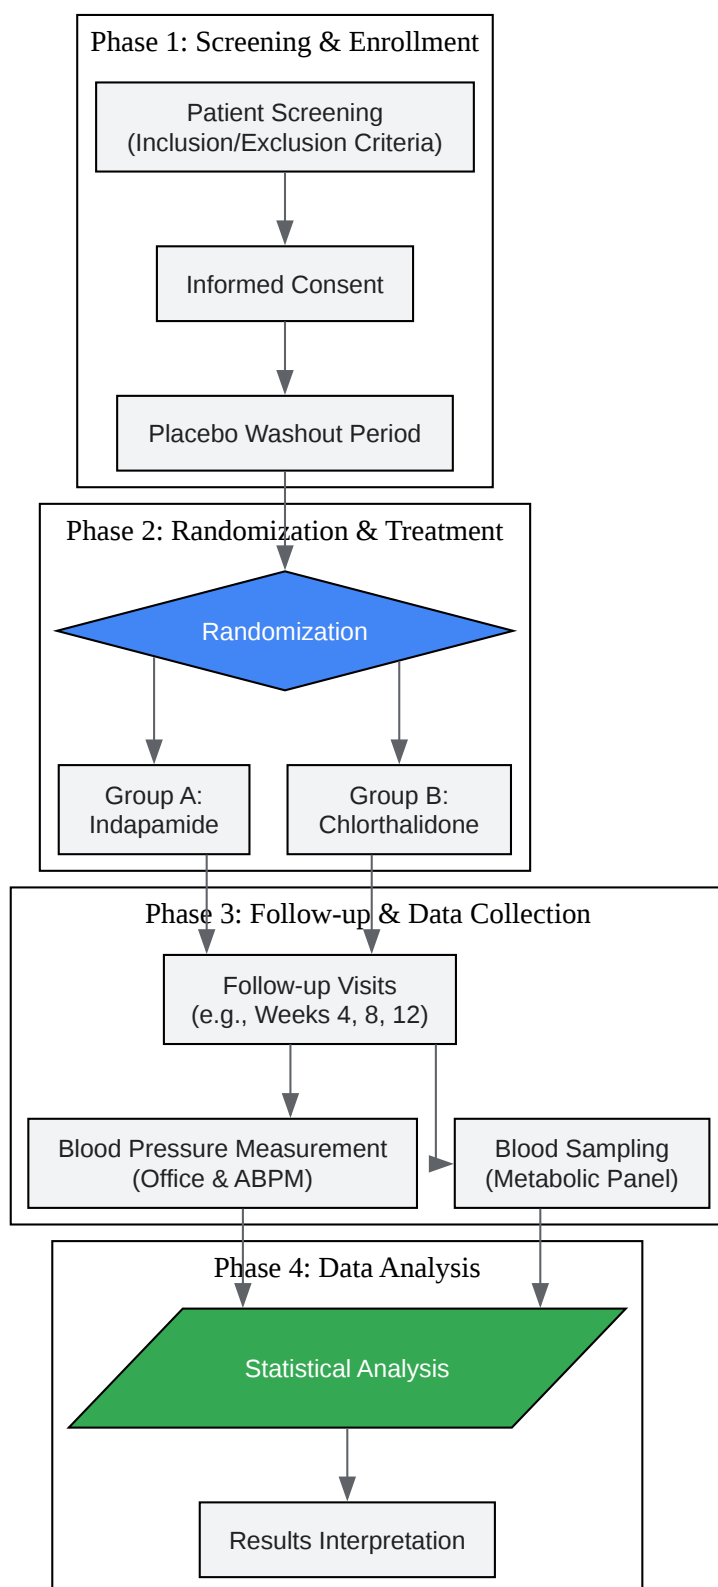 Phase 1: Screening & Enrollment
Patient Screening
(Inclusion/Exclusion Criteria)
Informed Consent
Placebo Washout Period
Phase 2: Randomization & Treatment
Randomization
Group A:
Indapamide
Group B:
Chlorthalidone
Phase 3: Follow-up & Data Collection
Follow-up Visits
(e.g., Weeks 4, 8, 12)
Blood Pressure Measurement
(Office & ABPM)
Blood Sampling
(Metabolic Panel)
Phase 4: Data Analysis
Statistical Analysis
Results Interpretation